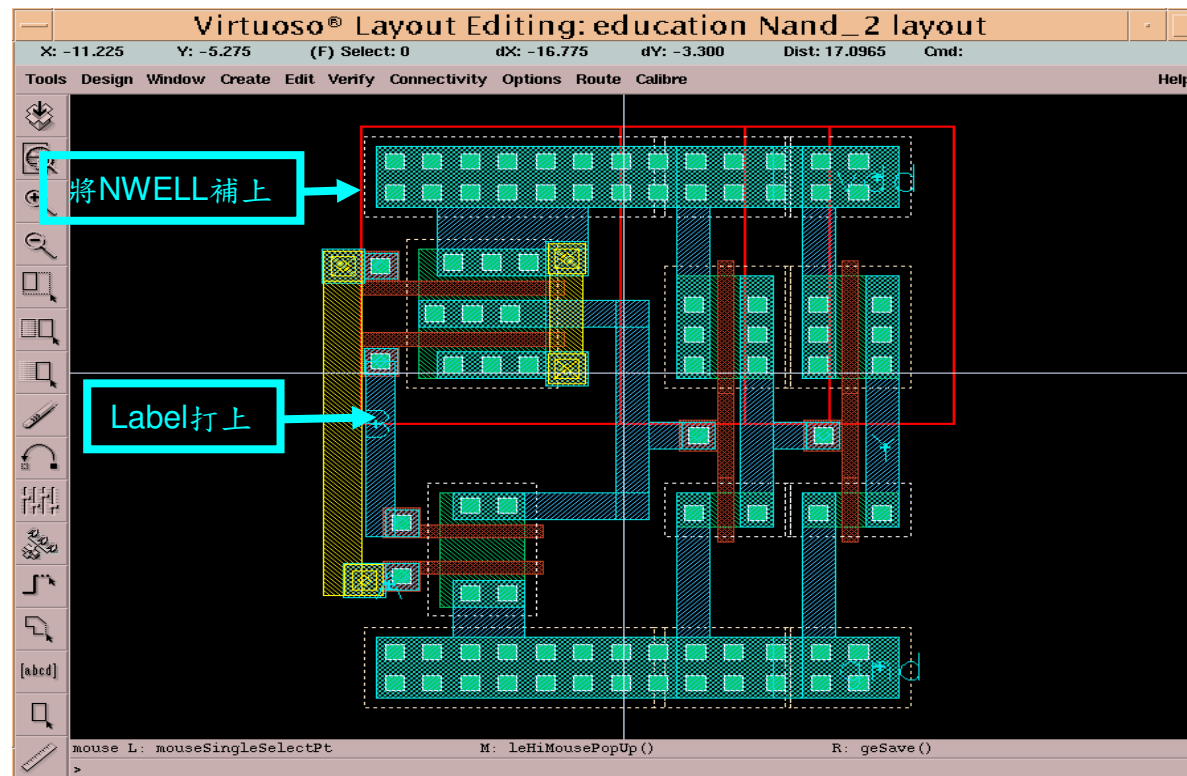 Virtuoso® Layout Editing: education Nand_2 layout
X: -11.225 Y: -5.275 (F) Select: 0 dX: -16.775 dY: -3.300 Dist: 17.0965 Cmd:
Tools Design Window Create Edit Verify Connectivity Options Route Calibre Help
將NWELL補上
Vdd
Label打上
B
Y
A
gnd
[abcd]
mouse L: mouseSingleSelectPt M: leHiMousePopUp() R: geSave()
>